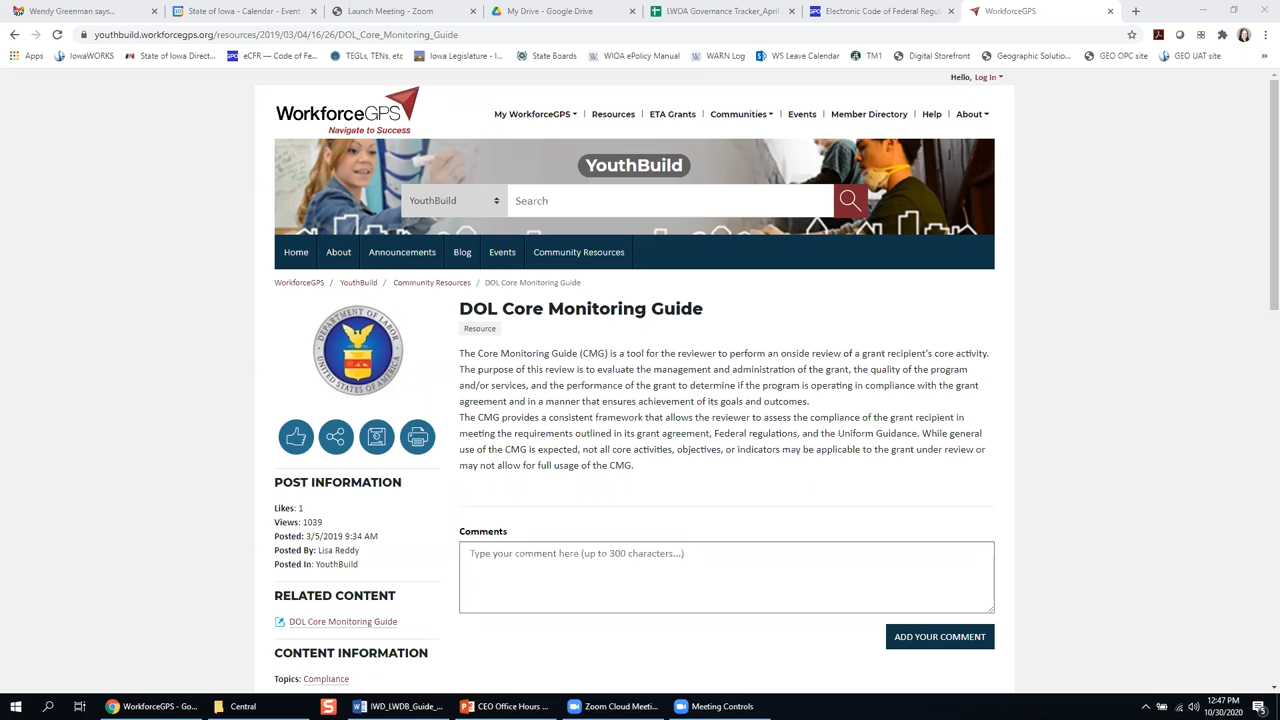 Wendy Greenman says...
State of Iowa - Calendar - Event
Launch Meeting - Zoom
My Drive - Google Drive
LWDA Governance Tracker_April
Electronic Code of Federal Regu
WorkforceGPS
youthbuild.workforcegps.org/resources/2019/03/04/16/26/DOL_Core_Monitoring_Guide
Apps
IowaWORKS
State of Iowa Direct...
eCFR — Code of Fe...
TEGLs, TENs, etc
Iowa Legislature - I...
State Boards
WIOA ePolicy Manual
WARN Log
WS Leave Calendar
TM1
Digital Storefront
Geographic Solutio...
GEO OPC site
GEO UAT site
»
Hello, Log In
WorkforceGPS
Navigate to Success
My WorkforceGPS | Resources | ETA Grants | Communities | Events | Member Directory | Help | About
YouthBuild
YouthBuild
Search
Home
About
Announcements
Blog
Events
Community Resources
WorkforceGPS / YouthBuild / Community Resources / DOL Core Monitoring Guide
DEPARTMENT OF LABOR
UNITED STATES OF AMERICA
DOL Core Monitoring Guide
Resource
The Core Monitoring Guide (CMG) is a tool for the reviewer to perform an onside review of a grant recipient's core activity.
The purpose of this review is to evaluate the management and administration of the grant, the quality of the program
and/or services, and the performance of the grant to determine if the program is operating in compliance with the grant
agreement and in a manner that ensures achievement of its goals and outcomes.
The CMG provides a consistent framework that allows the reviewer to assess the compliance of the grant recipient in
meeting the requirements outlined in its grant agreement, Federal regulations, and the Uniform Guidance. While general
use of the CMG is expected, not all core activities, objectives, or indicators may be applicable to the grant under review or
may not allow for full usage of the CMG.
POST INFORMATION
Likes: 1
Views: 1039
Posted: 3/5/2019 9:34 AM
Posted By: Lisa Reddy
Posted In: YouthBuild
RELATED CONTENT
DOL Core Monitoring Guide
CONTENT INFORMATION
Topics: Compliance
Comments
Type your comment here (up to 300 characters...)
ADD YOUR COMMENT
WorkforceGPS - Go...
Central
IWD_LWDB_Guide_...
CEO Office Hours ...
Zoom Cloud Meeti...
Meeting Controls
12:47 PM
10/30/2020